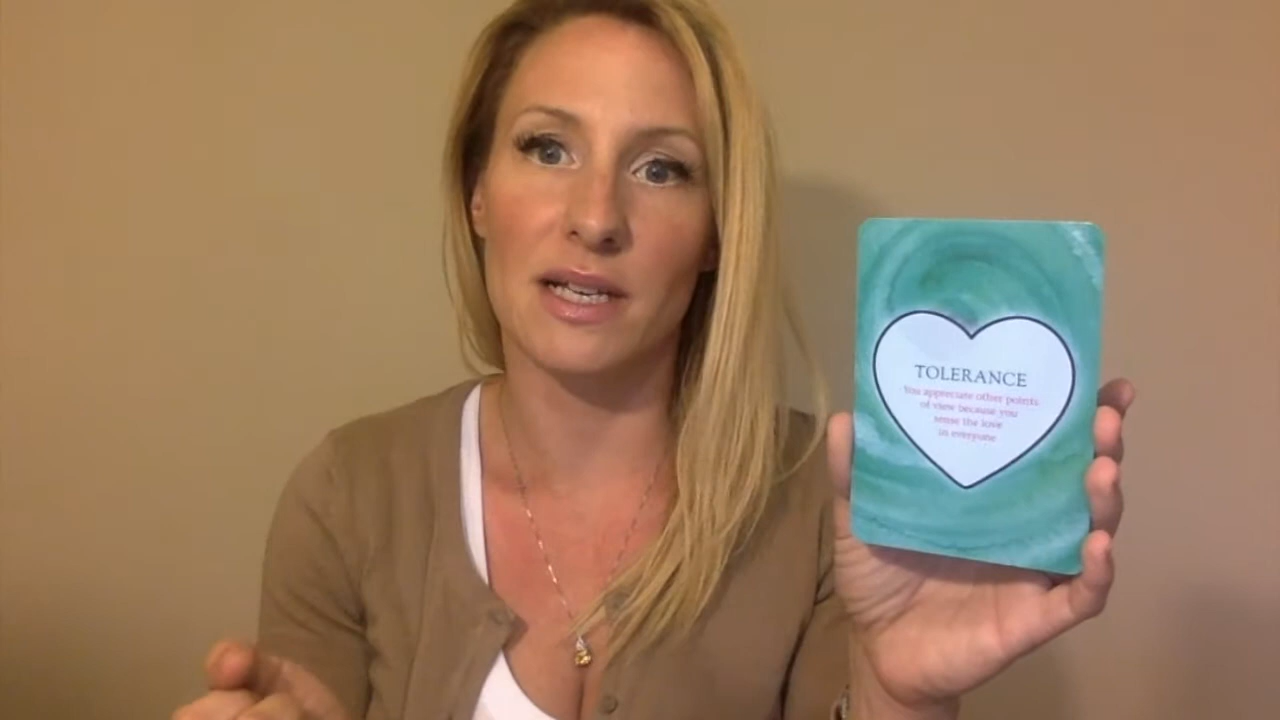 TOLERANCE
You appreciate other points
of view because you
sense the love
in everyone